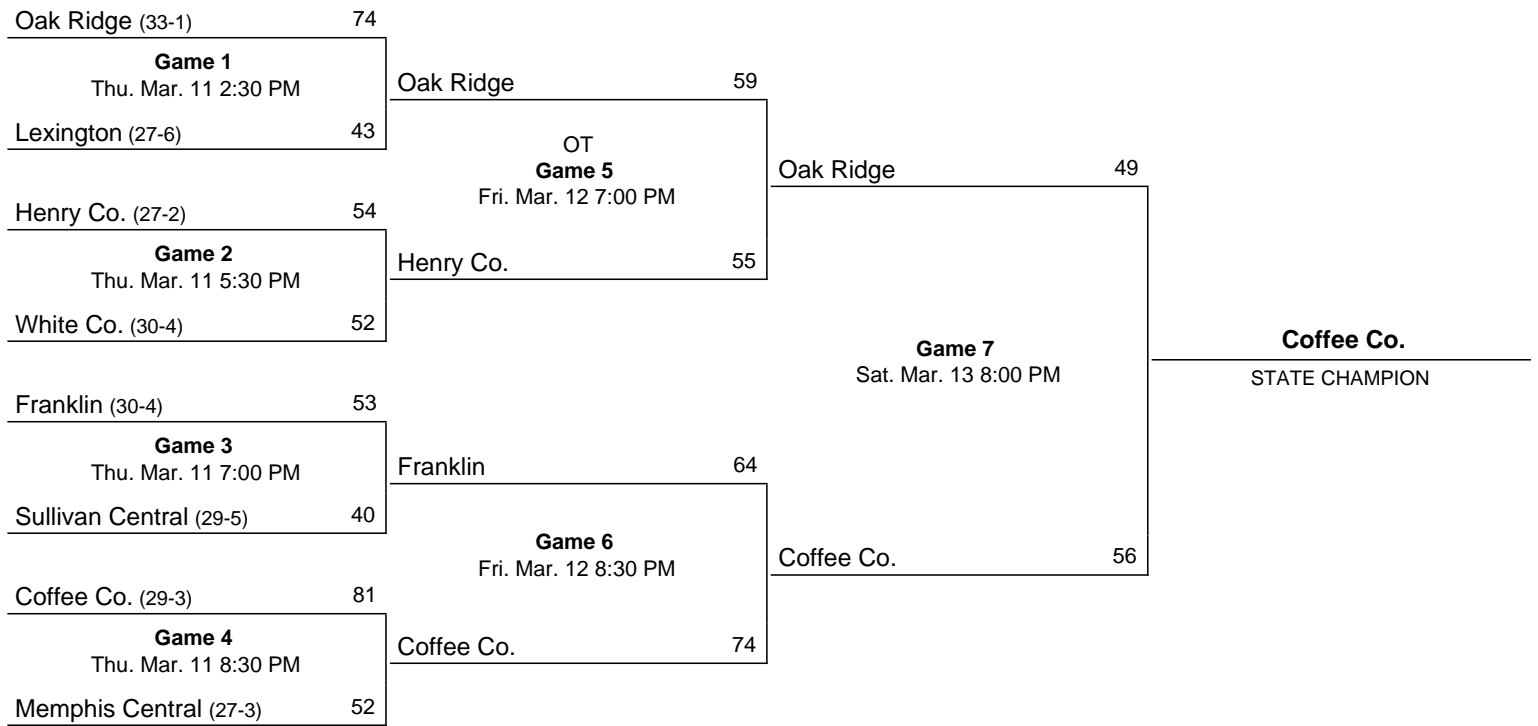 Oak Ridge (33-1) 74
Game 1
Thu. Mar. 11 2:30 PM
Lexington (27-6) 43
Henry Co. (27-2) 54
Game 2
Thu. Mar. 11 5:30 PM
White Co. (30-4) 52
Franklin (30-4) 53
Game 3
Thu. Mar. 11 7:00 PM
Sullivan Central (29-5) 40
Coffee Co. (29-3) 81
Game 4
Thu. Mar. 11 8:30 PM
Memphis Central (27-3) 52
Oak Ridge 59
OT
Game 5
Fri. Mar. 12 7:00 PM
Henry Co. 55
Franklin 64
Game 6
Fri. Mar. 12 8:30 PM
Coffee Co. 74
Oak Ridge 49
Game 7
Sat. Mar. 13 8:00 PM
Coffee Co. 56
Coffee Co.
STATE CHAMPION